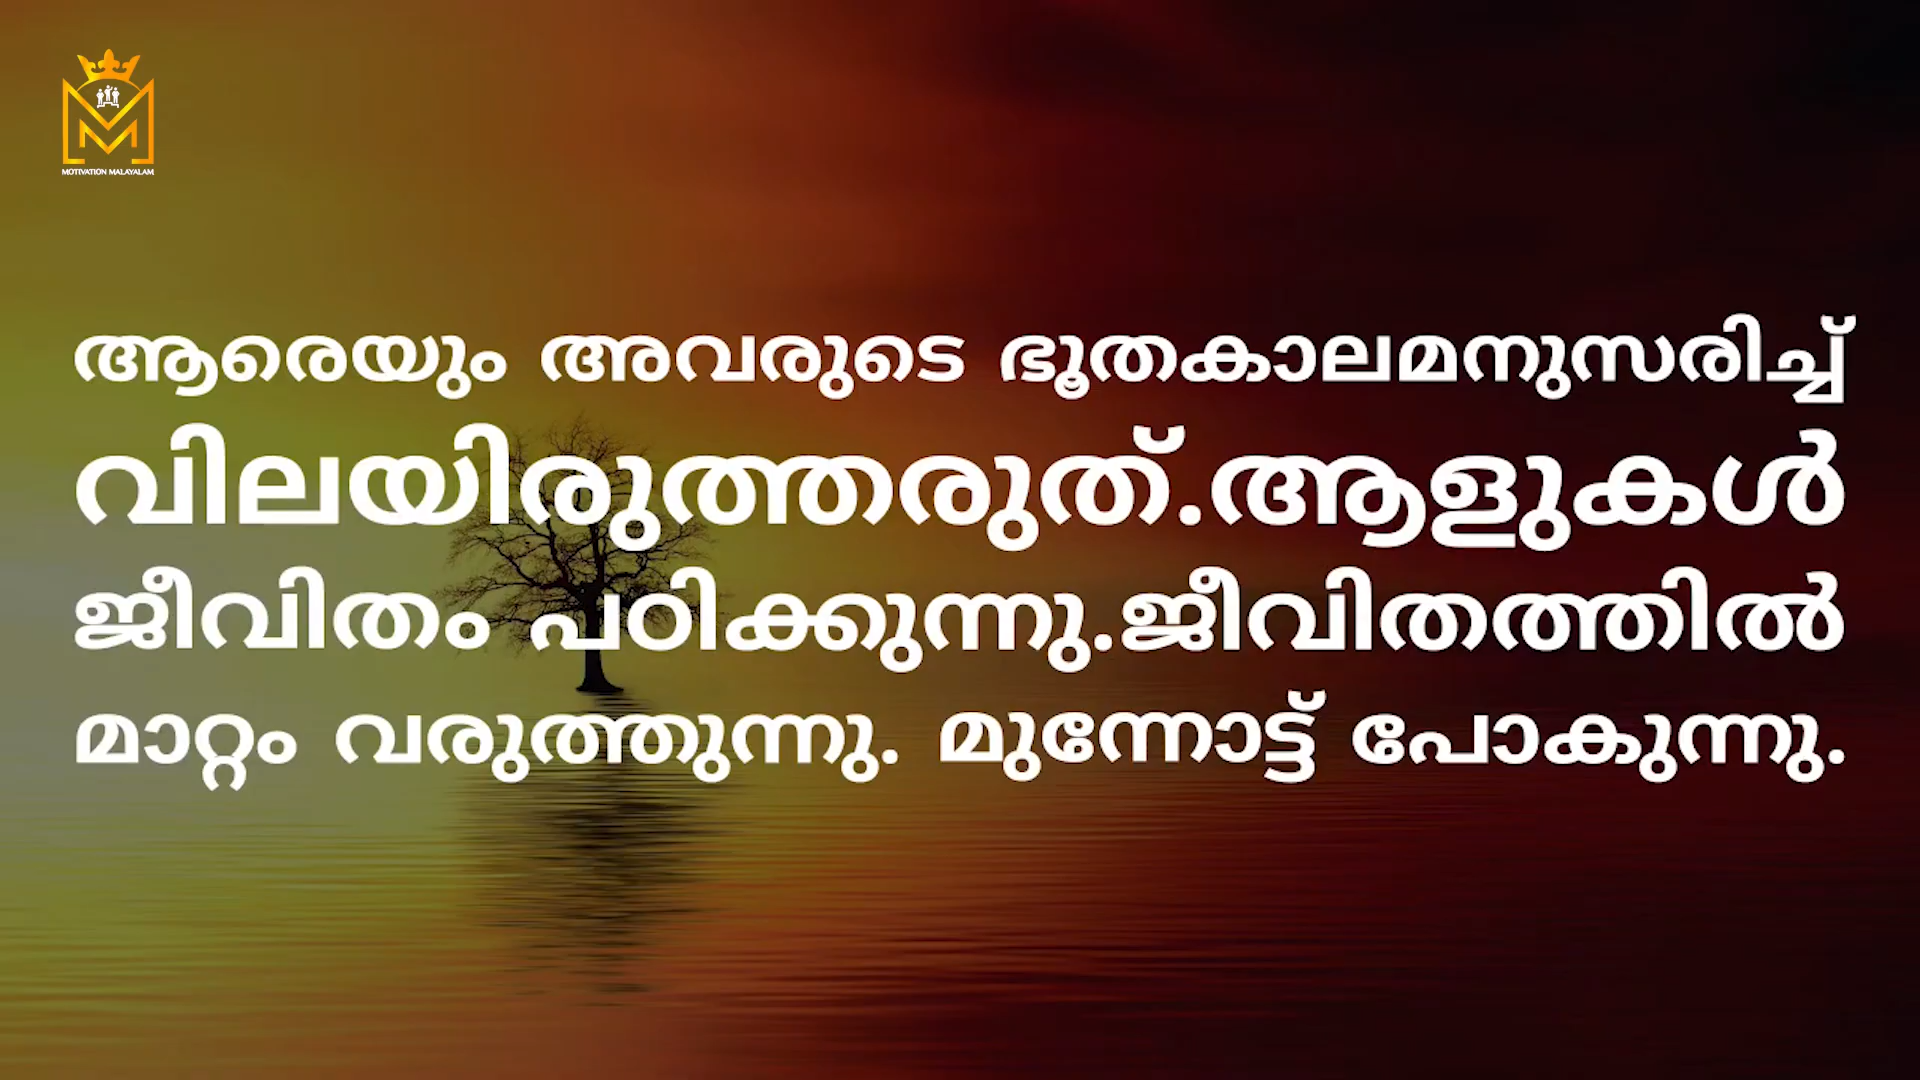 MOTIVATION MALAYALAM
ആരെയും അവരുടെ ഭൂതകാലമനുസരിച്ച്
വിലയിരുത്തരുത്.ആളുകൾ
ജീവിതം പഠിക്കുന്നു.ജീവിതത്തിൽ
മാറ്റം വരുത്തുന്നു. മുന്നോട്ട് പോകുന്നു.